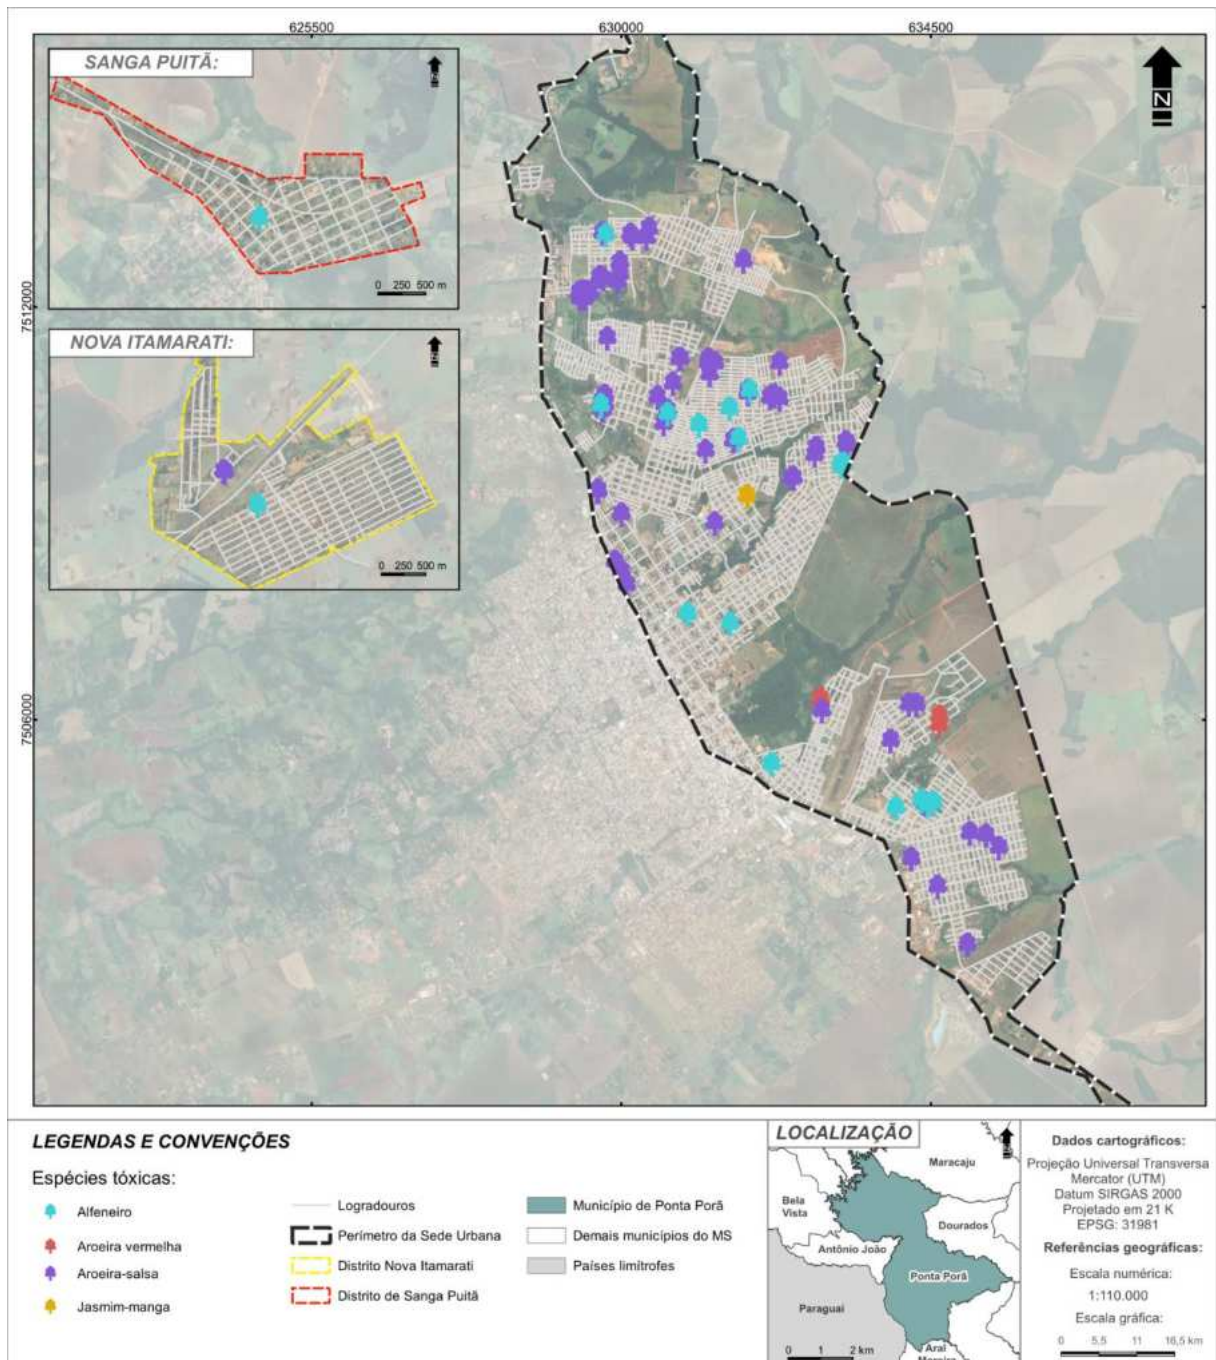 625500
630000
634500
7512000
7506000
SANGA PUITÃ:
N
0 250 500 m
NOVA ITAMARATI:
N
0 250 500 m
N
LEGENDAS E CONVENÇÕES
Espécies tóxicas:
Alfeneiro
Aroeira vermelha
Aroeira-salsa
Jasmim-manga
Logradouros
Perímetro da Sede Urbana
Distrito Nova Itamarati
Distrito de Sanga Puitã
Município de Ponta Porã
Demais municípios do MS
Países limítrofes
LOCALIZAÇÃO
Maracaju
Bela
Vista
Dourados
Antônio João
Ponta Porã
Paraguai
Aral
0 1 2 km
Dados cartográficos:
Projeção Universal Transversa
Mercator (UTM)
Datum SIRGAS 2000
Projetado em 21 K
EPSG: 31981
Referências geográficas:
Escala numérica:
1:110.000
Escala gráfica:
0 5,5 11 16,5 km